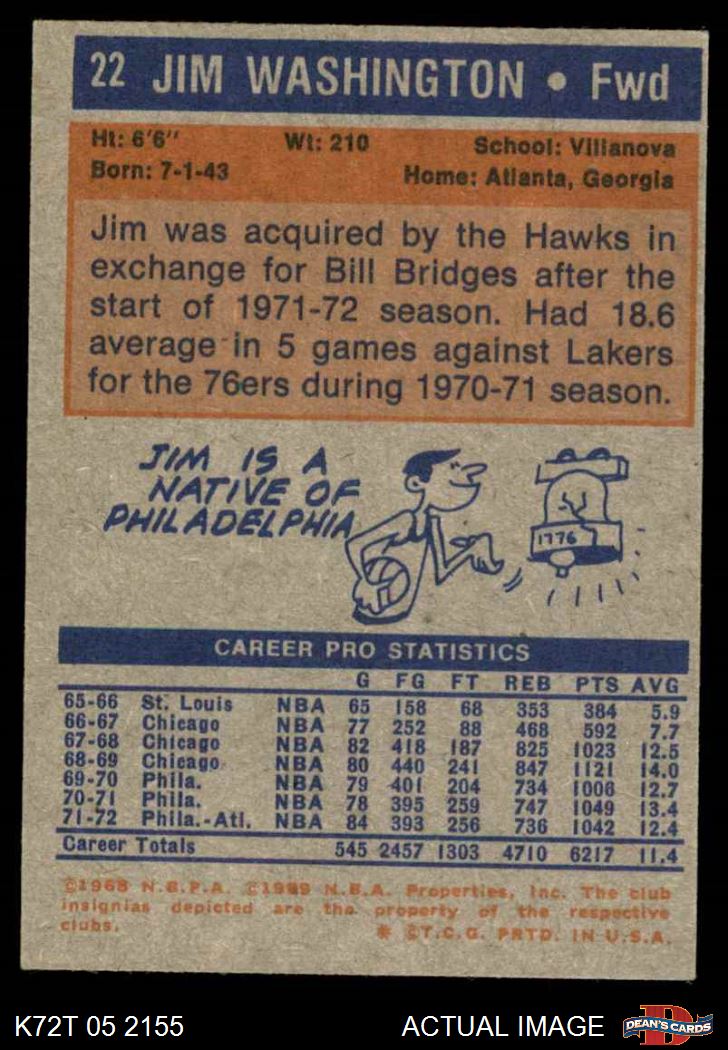 22 JIM WASHINGTON • Fwd
Ht: 6'6" Wt: 210 School: Villanova
Born: 7-1-43 Home: Atlanta, Georgia
Jim was acquired by the Hawks in
exchange for Bill Bridges after the
start of 1971-72 season. Had 18.6
average in 5 games against Lakers
for the 76ers during 1970-71 season.
JIM IS A
NATIVE OF
PHILADELPHIA
1776
CAREER PRO STATISTICS
G FG FT REB PTS AVG
65-66 St. Louis NBA 65 158 68 353 384 5.9
66-67 Chicago NBA 77 252 88 468 592 7.7
67-68 Chicago NBA 82 418 187 825 1023 12.5
68-69 Chicago NBA 80 440 241 847 1121 14.0
69-70 Phila. NBA 79 401 204 734 1006 12.7
70-71 Phila. NBA 78 395 259 747 1049 13.4
71-72 Phila.-Atl. NBA 84 393 256 736 1042 12.4
Career Totals 545 2457 1303 4710 6217 11.4
©1968 N.B.P.A. ©1969 N.B.A. Properties, Inc. The club
insignias depicted are the property of the respective
clubs. * ©T.C.G. PRTD. IN U.S.A.
K72T 05 2155 ACTUAL IMAGE D DEAN'S CARDS